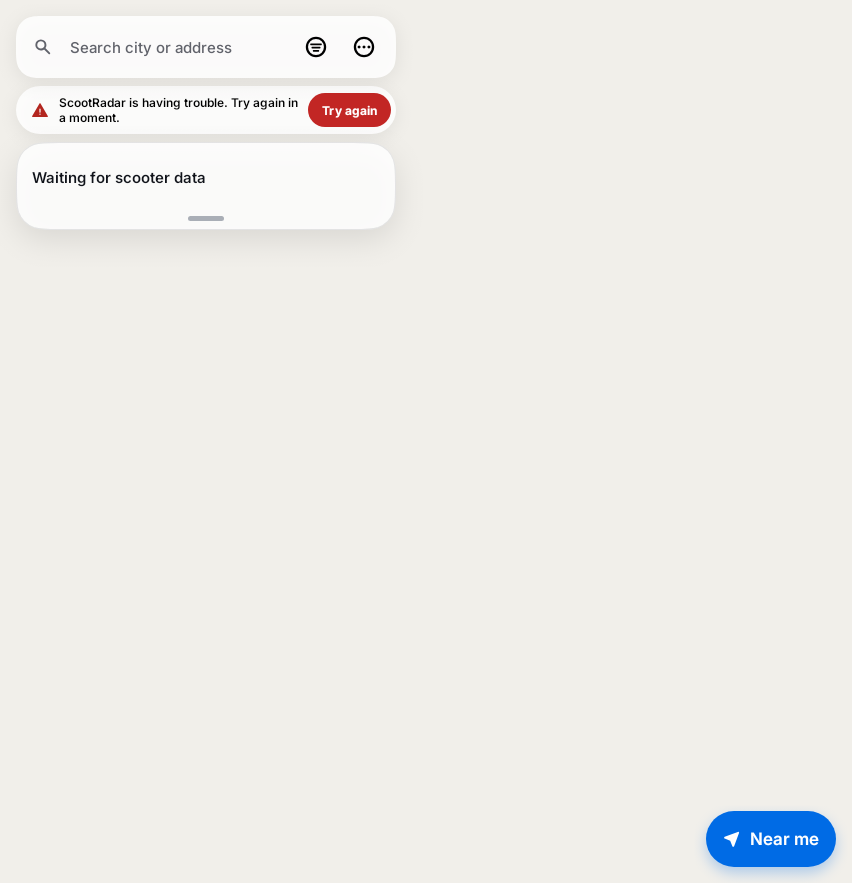 Search city or address
ScootRadar is having trouble. Try again in
a moment.
Try again
Waiting for scooter data
Near me